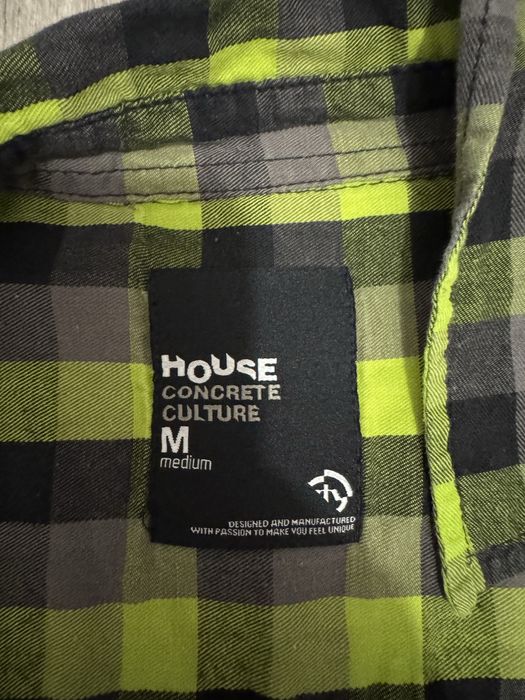 HOUSE
CONCRETE
CULTURE
M
medium
DESIGNED AND MANUFACTURED
WITH PASSION TO MAKE YOU FEEL UNIQUE